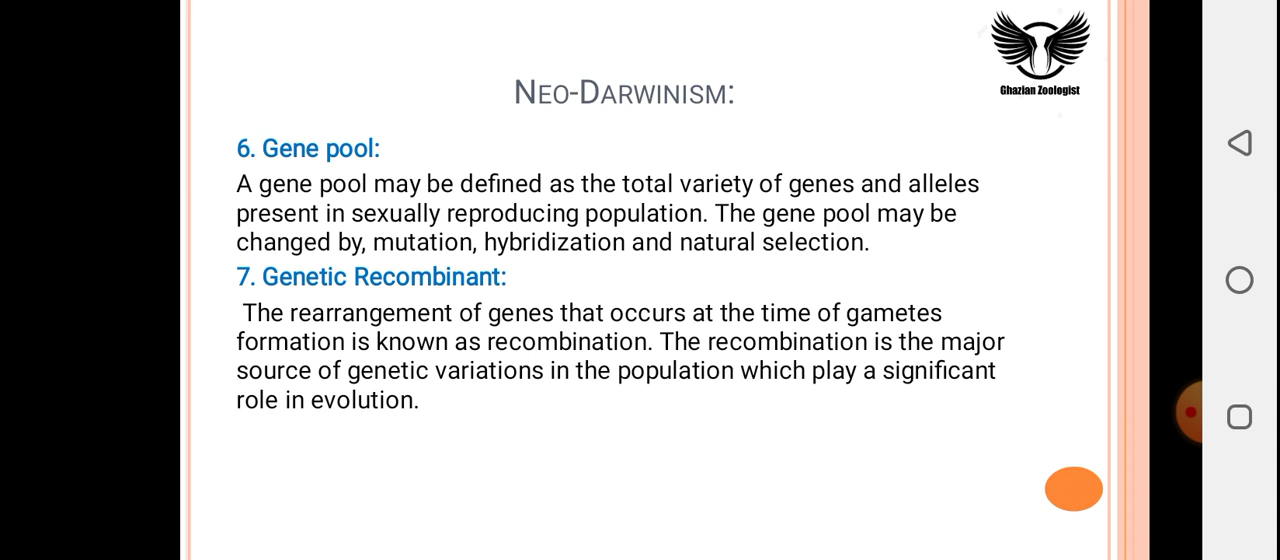 Ghazian Zoologist
NEO-DARWINISM:
6. Gene pool:
A gene pool may be defined as the total variety of genes and alleles
present in sexually reproducing population. The gene pool may be
changed by, mutation, hybridization and natural selection.
7. Genetic Recombinant:
The rearrangement of genes that occurs at the time of gametes
formation is known as recombination. The recombination is the major
source of genetic variations in the population which play a significant
role in evolution.